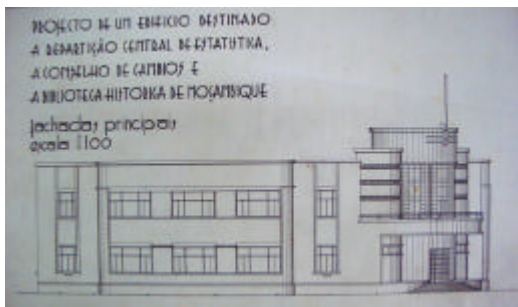 PROJECTO DE UM EDIFICIO DESTINADO
A REPARTIÇÃO CENTRAL DE ESTATISTICA,
A CONSELHO DE CAMBIOS E
A BIBLIOTECA HISTORICA DE MOÇAMBIQUE
fachadas principais
escala 1:100